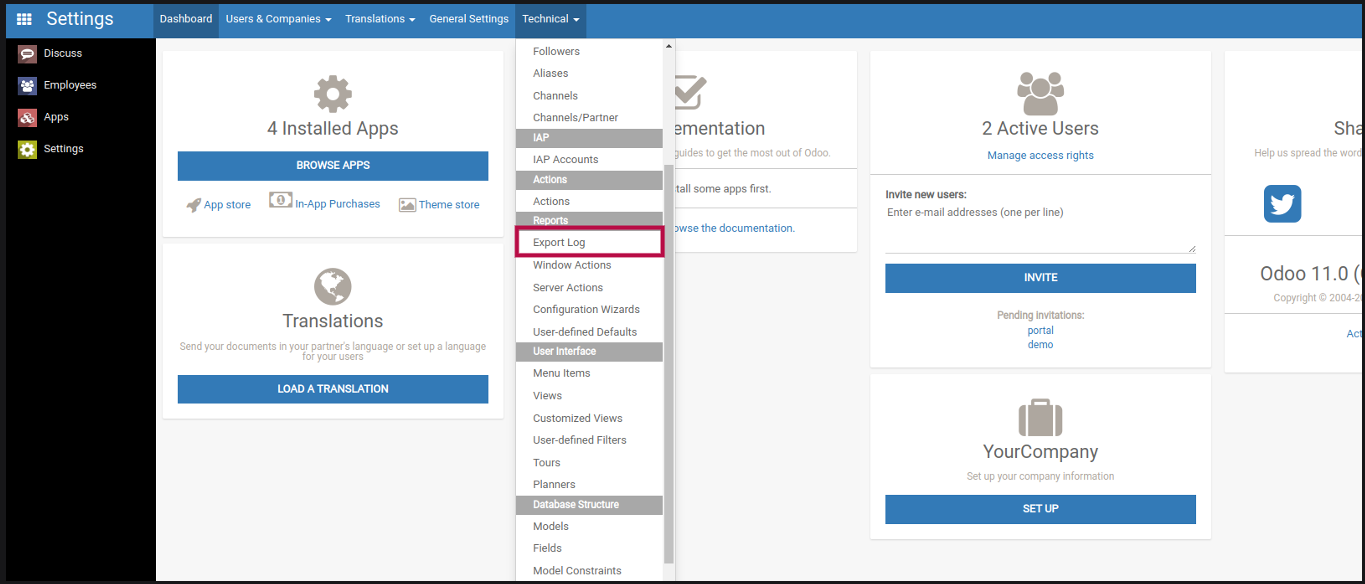 Settings
Dashboard
Users & Companies
Translations
General Settings
Technical
Discuss
Employees
Apps
Settings
4 Installed Apps
BROWSE APPS
App store
In-App Purchases
Theme store
Translations
Send your documents in your partner's language or set up a language
for your users
LOAD A TRANSLATION
Followers
Aliases
Channels
Channels/Partner
IAP
IAP Accounts
Actions
Actions
Reports
Export Log
Window Actions
Server Actions
Configuration Wizards
User-defined Defaults
User Interface
Menu Items
Views
Customized Views
User-defined Filters
Tours
Planners
Database Structure
Models
Fields
Model Constraints
ementation
guides to get the most out of Odoo.
tall some apps first.
owse the documentation.
2 Active Users
Manage access rights
Invite new users:
Enter e-mail addresses (one per line)
INVITE
Pending invitations:
portal
demo
YourCompany
Set up your company information
SET UP
Sha
Help us spread the word
Odoo 11.0 (
Copyright © 2004-20
Act